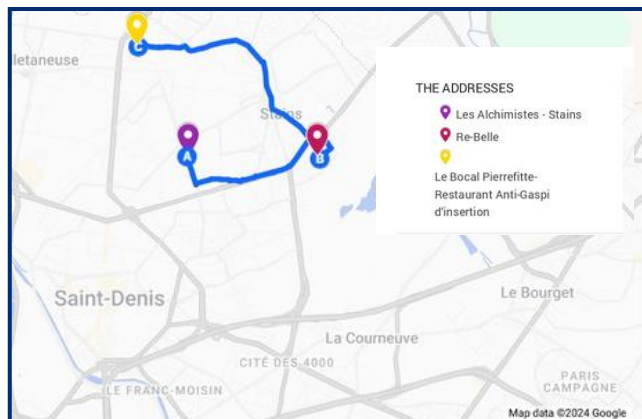 C
letaneuse
THE ADDRESSES
Les Alchimistes - Stains
Re-Belle
Le Bocal Pierrefitte-
Restaurant Anti-Gaspi
d'insertion
Stains
A
B
Saint-Denis
Le Bourget
La Courneuve
CITÉ DES 4000
ILE FRANC-MOISIN
PARIS
CAMPAGNE
Map data ©2024 Google